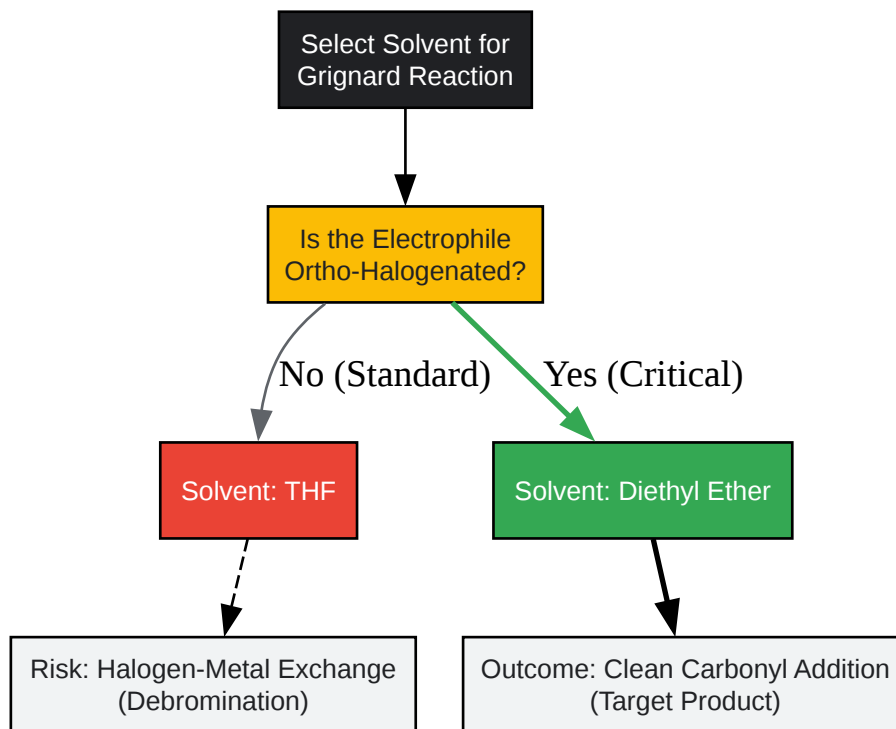 Select Solvent for
Grignard Reaction
Is the Electrophile
Ortho-Halogenated?
No (Standard)
Yes (Critical)
Solvent: THF
Solvent: Diethyl Ether
Risk: Halogen-Metal Exchange
(Debromination)
Outcome: Clean Carbonyl Addition
(Target Product)